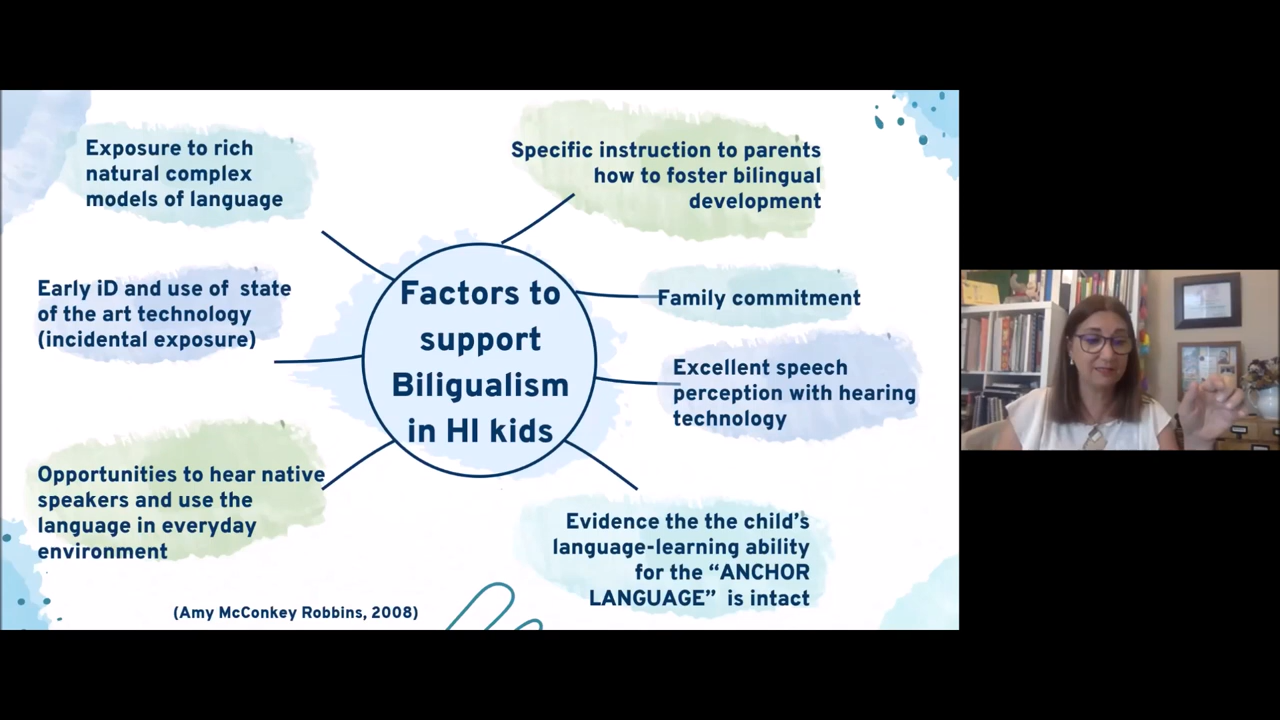 Exposure to rich
natural complex
models of language
Specific instruction to parents
how to foster bilingual
development
Early iD and use of state
of the art technology
(incidental exposure)
Factors to
support
Biligualism
in HI kids
Family commitment
Excellent speech
perception with hearing
technology
Opportunities to hear native
speakers and use the
language in everyday
environment
Evidence the the child's
language-learning ability
for the "ANCHOR
LANGUAGE" is intact
(Amy McConkey Robbins, 2008)